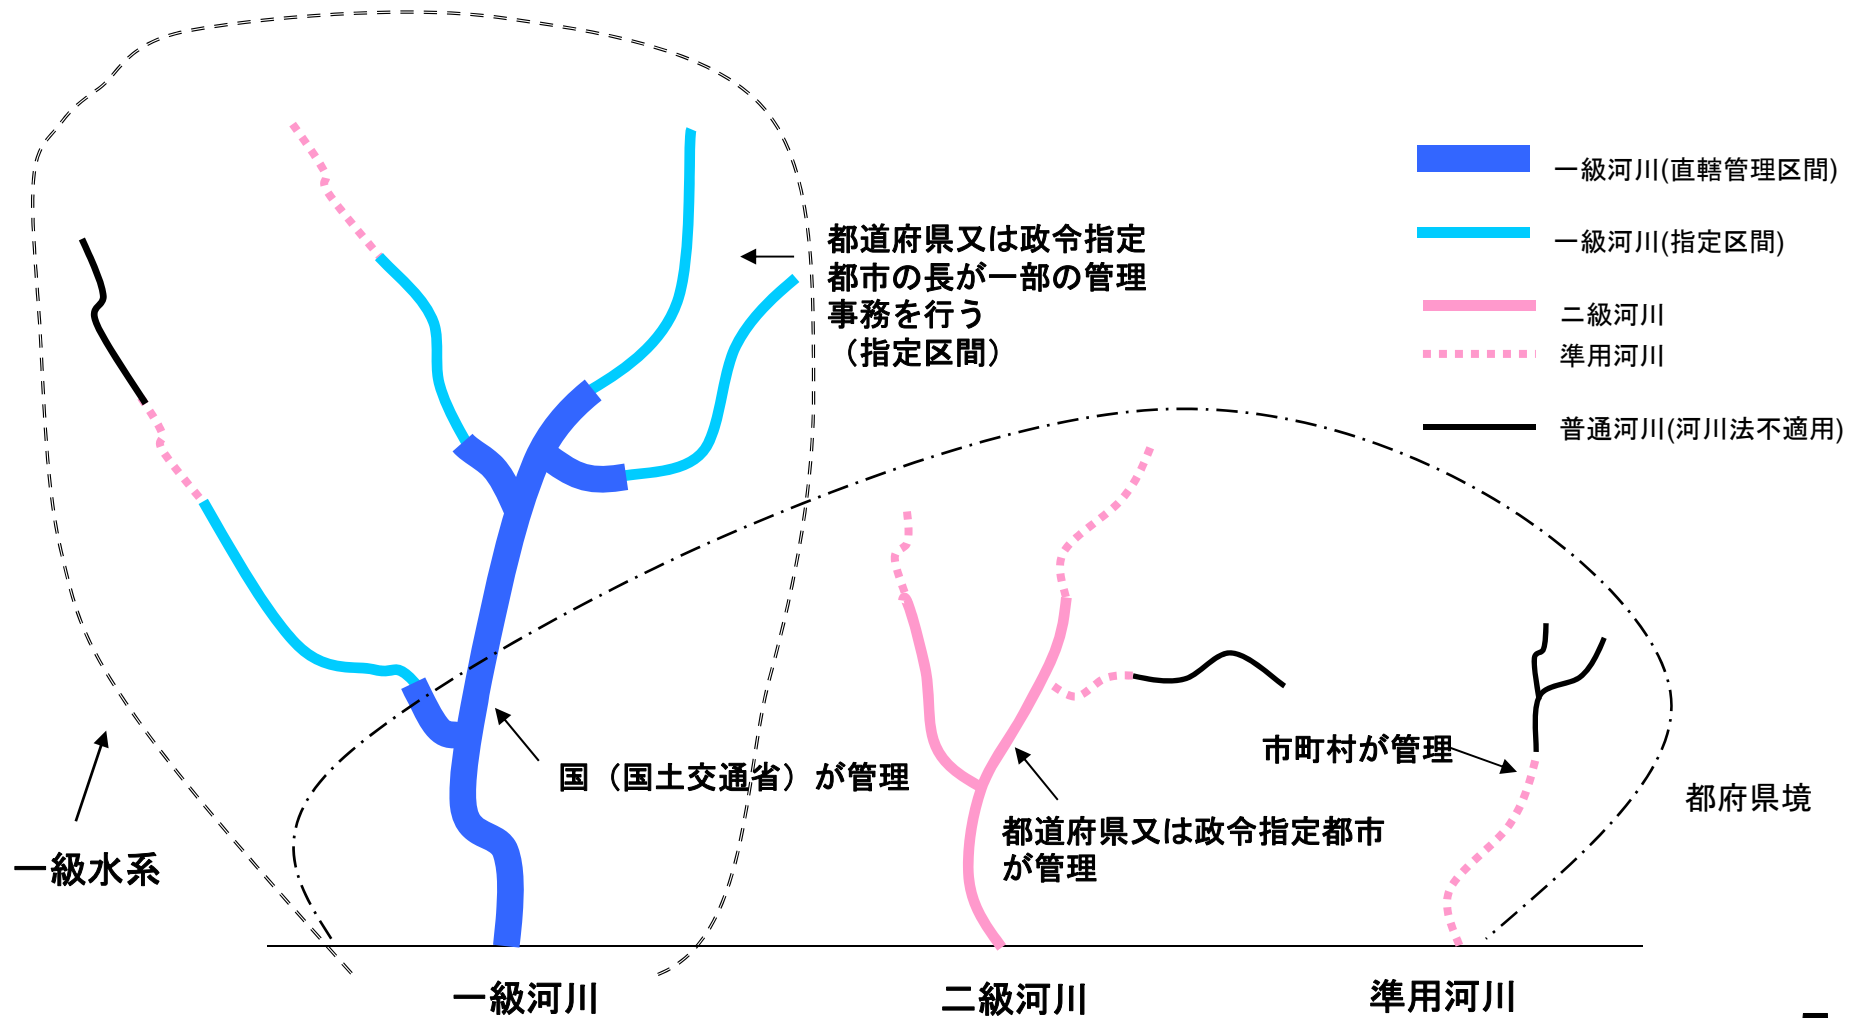 一級河川(直轄管理区間)
一級河川(指定区間)
二級河川
準用河川
普通河川(河川法不適用)
都道府県又は政令指定
都市の長が一部の管理
事務を行う
（指定区間）
国（国土交通省）が管理
市町村が管理
都府県境
都道府県又は政令指定都市
が管理
一級水系
一級河川
二級河川
準用河川